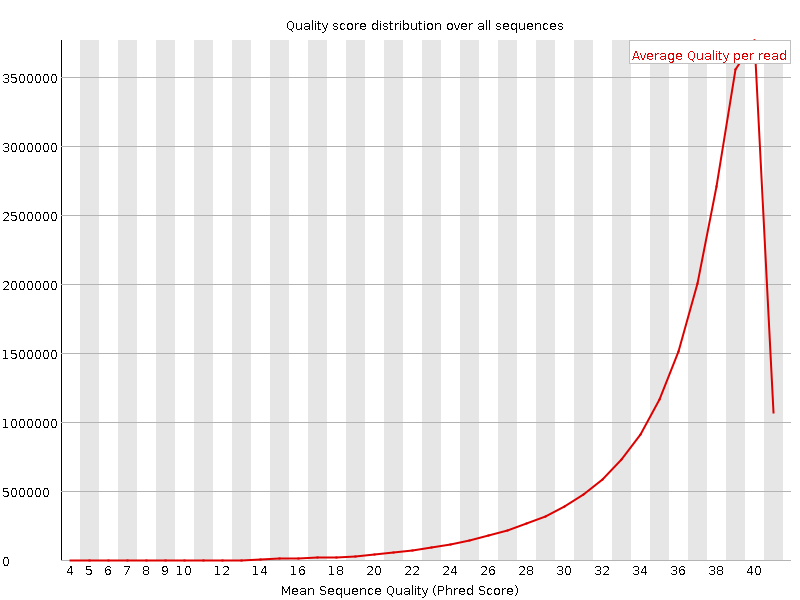 Quality score distribution over all sequences
Average Quality per read
3500000
3000000
2500000
2000000
1500000
1000000
500000
0
4 5 6 7 8 9 10 12 14 16 18 20 22 24 26 28 30 32 34 36 38 40
Mean Sequence Quality (Phred Score)